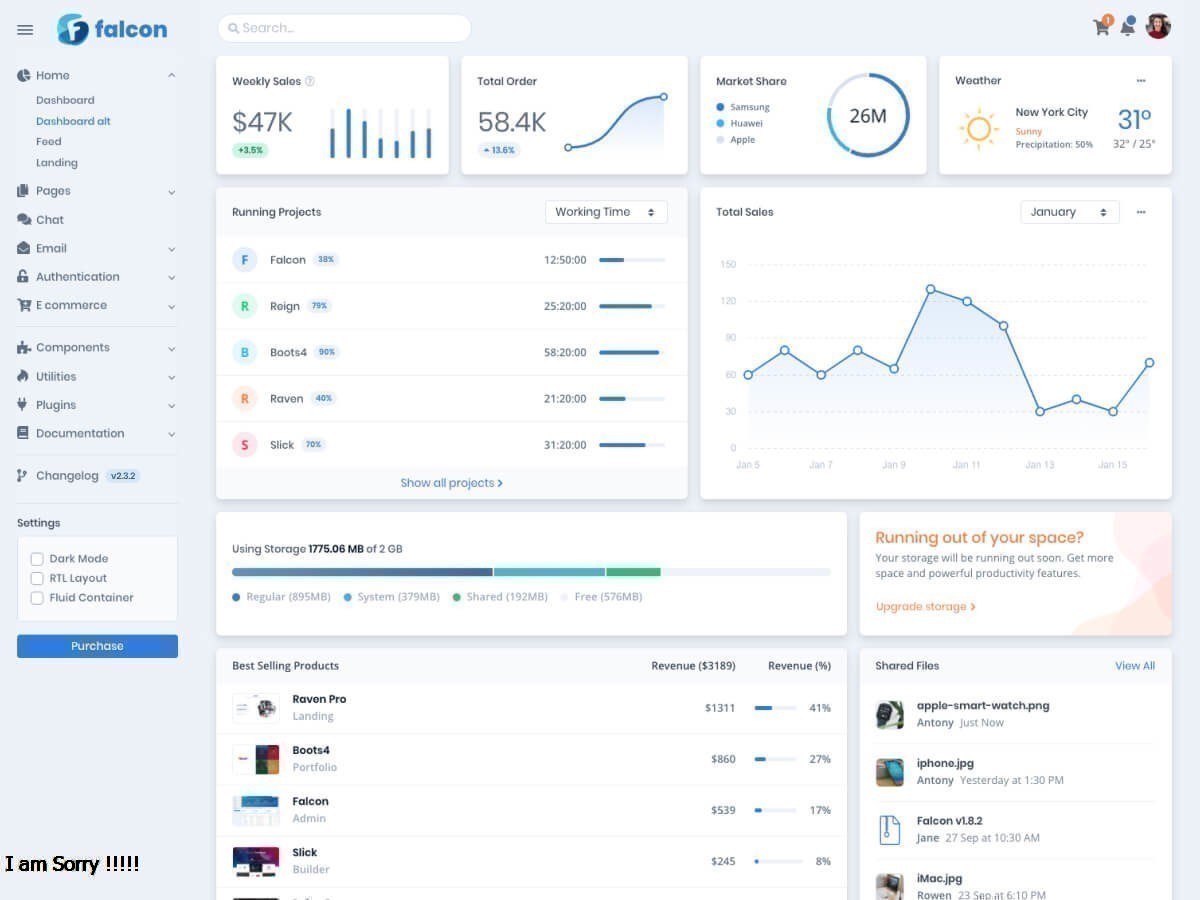 falcon
Search...
1
Home
Dashboard
Dashboard alt
Feed
Landing
Pages
Chat
Email
Authentication
E commerce
Components
Utilities
Plugins
Documentation
Changelog v2.3.2
Settings
Dark Mode
RTL Layout
Fluid Container
Purchase
I am Sorry !!!!!
Weekly Sales
$47K
+3.5%
Total Order
58.4K
13.6%
Market Share
Samsung
Huawei
Apple
26M
Weather
New York City
Sunny
Precipitation: 50%
31°
32° / 25°
Running Projects
Working Time
F Falcon 38% 12:50:00
R Reign 79% 25:20:00
B Boots4 90% 58:20:00
R Raven 40% 21:20:00
S Slick 70% 31:20:00
Show all projects
Total Sales
January
150
120
90
60
30
0
Jan 5 Jan 7 Jan 9 Jan 11 Jan 13 Jan 15
Using Storage 1775.06 MB of 2 GB
Regular (895MB) System (379MB) Shared (192MB) Free (576MB)
Running out of your space?
Your storage will be running out soon. Get more
space and powerful productivity features.
Upgrade storage
Best Selling Products Revenue ($3189) Revenue (%)
Raven Pro
Landing
$1311 41%
Boots4
Portfolio
$860 27%
Falcon
Admin
$539 17%
Slick
Builder
$245 8%
Shared Files View All
apple-smart-watch.png
Antony Just Now
iphone.jpg
Antony Yesterday at 1:30 PM
Falcon v1.8.2
Jane 27 Sep at 10:30 AM
iMac.jpg
Rowen 23 Sep at 6:10 PM